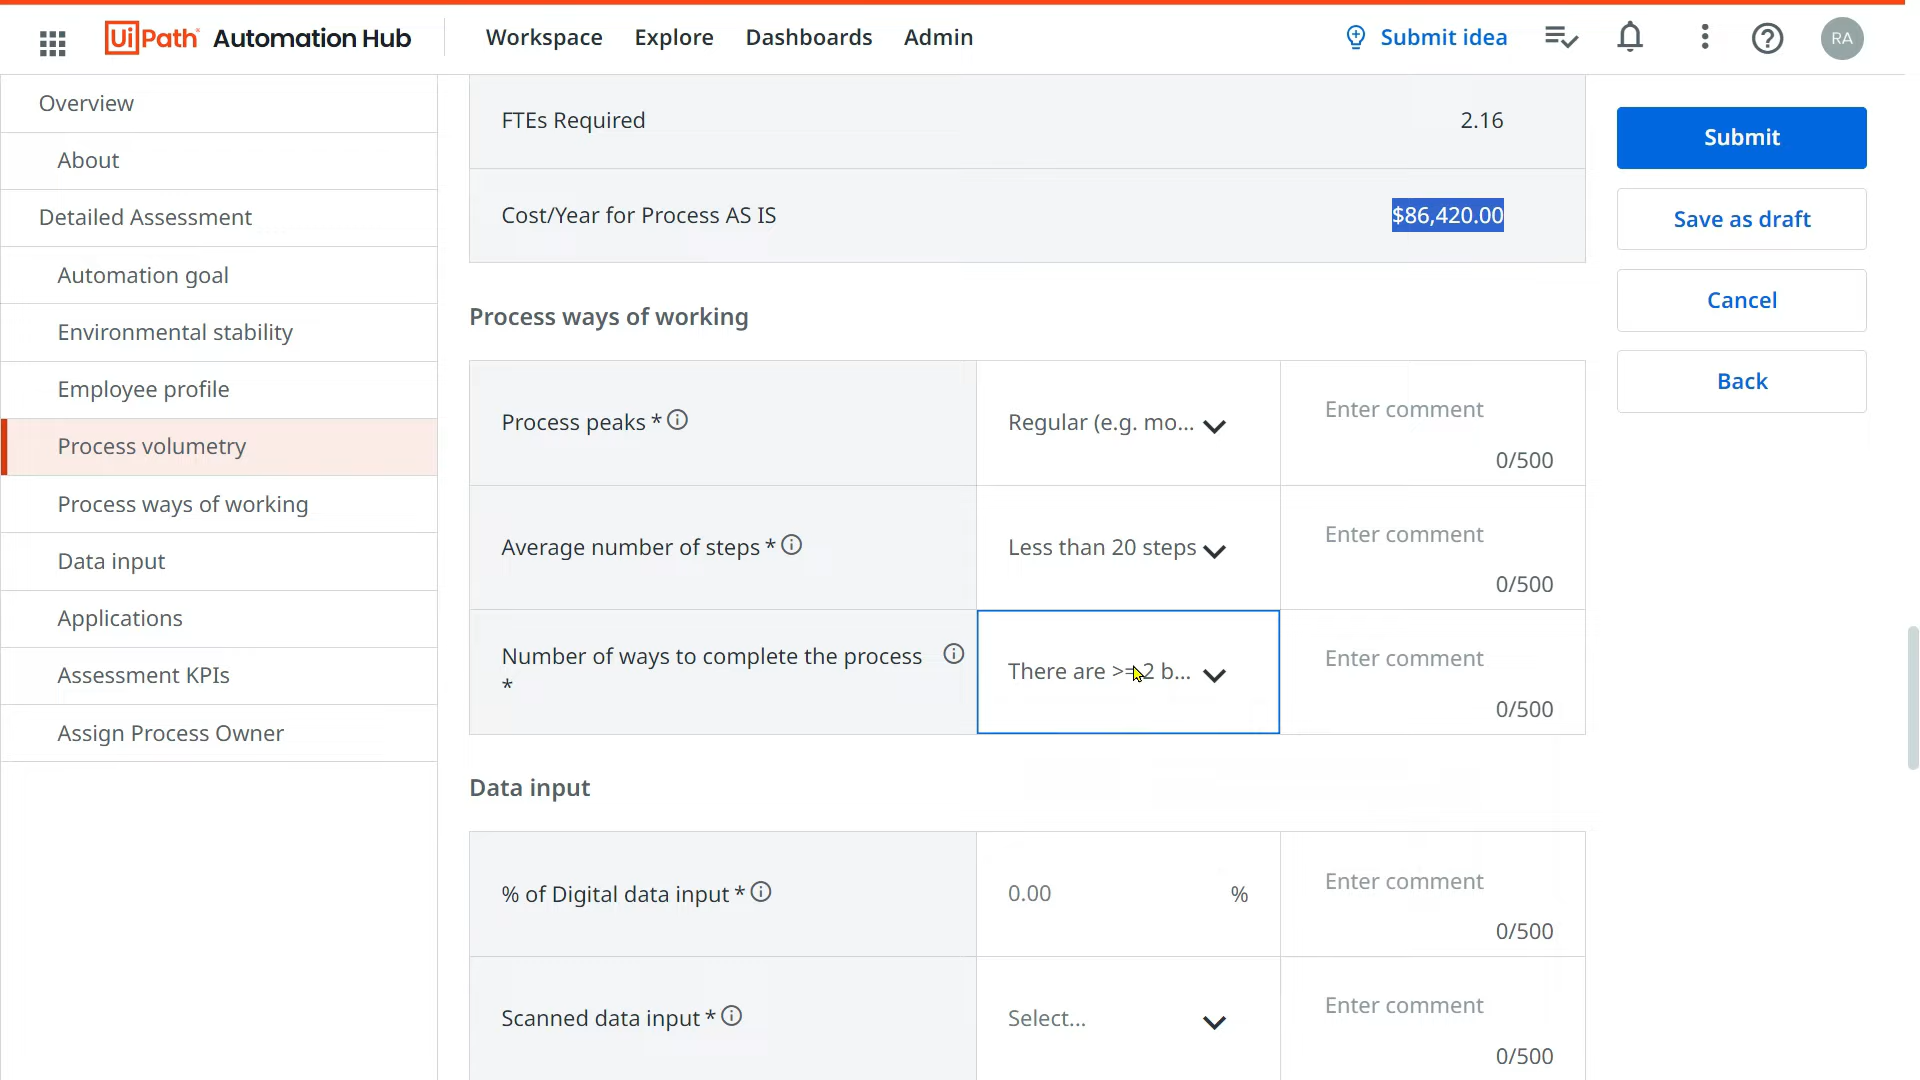 UiPath Automation Hub
Workspace
Explore
Dashboards
Admin
Submit idea
RA
Overview
About
Detailed Assessment
Automation goal
Environmental stability
Employee profile
Process volumetry
Process ways of working
Data input
Applications
Assessment KPIs
Assign Process Owner
FTEs Required
2.16
Cost/Year for Process AS IS
$86,420.00
Process ways of working
Process peaks *
Regular (e.g. mo...
Enter comment
0/500
Average number of steps *
Less than 20 steps
Enter comment
0/500
Number of ways to complete the process
*
There are >= 2 b...
Enter comment
0/500
Data input
% of Digital data input *
0.00
%
Enter comment
0/500
Scanned data input *
Select...
Enter comment
0/500
Submit
Save as draft
Cancel
Back